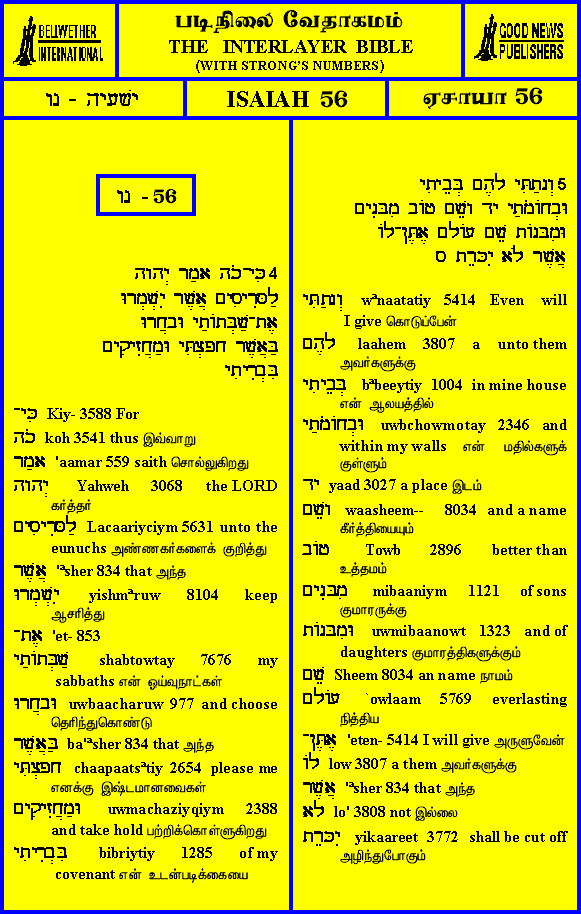 BELLWETHER
INTERNATIONAL
படிநிலை வேதாகமம்
THE INTERLAYER BIBLE
(WITH STRONG'S NUMBERS)
GOOD NEWS
PUBLISHERS
ישעיה - נו
ISAIAH 56
ஏசாயா 56
נו - 56
4 כִּי־כֹה אָמַר יְהוָה
לַסָּרִיסִים אֲשֶׁר יִשְׁמְרוּ
אֶת־שַׁבְּתוֹתַי וּבָחֲרוּ
בַּאֲשֶׁר חָפָצְתִּי וּמַחֲזִיקִים
בִּבְרִיתִי
כִּי־ Kiy- 3588 For
כֹה koh 3541 thus இவ்வாறு
אָמַר 'aamar 559 saith சொல்லுகிறது
יְהוָה Yahweh 3068 the LORD
கர்த்தர்
לַסָּרִיסִים Lacaariyciym 5631 unto the
eunuchs அண்ணகர்களைக் குறித்து
אֲשֶׁר 'ªsher 834 that அந்த
יִשְׁמְרוּ yishmªruw 8104 keep
ஆசரித்து
אֶת־ 'et- 853
שַׁבְּתוֹתַי shabtowtay 7676 my
sabbaths என் ஓய்வுநாட்கள்
וּבָחֲרוּ uwbaacharuw 977 and choose
தெரிந்துகொண்டு
בַּאֲשֶׁר ba'ªsher 834 that அந்த
חָפָצְתִּי chaapaatsªtiy 2654 please me
எனக்கு இஷ்டமானவைகள்
וּמַחֲזִיקִים uwmachaziyqiym 2388
and take hold பற்றிக்கொள்ளுகிறது
בִּבְרִיתִי bibriytiy 1285 of my
covenant என் உடன்படிக்கையை
5 וְנָתַתִּי לָהֶם בְּבֵיתִי
וּבְחוֹמֹתַי יָד וָשֵׁם טוֹב מִבָּנִים
וּמִבָּנוֹת שֵׁם עוֹלָם אֶתֶּן־לוֹ
אֲשֶׁר לֹא יִכָּרֵת ס
וְנָתַתִּי wªnaatatiy 5414 Even will
I give கொடுப்பேன்
לָהֶם laahem 3807 a unto them
அவர்களுக்கு
בְּבֵיתִי bªbeeytiy 1004 in mine house
என் ஆலயத்தில்
וּבְחוֹמֹתַי uwbchowmotay 2346 and
within my walls என் மதில்களுக்
குள்ளும்
יָד yaad 3027 a place இடம்
וָשֵׁם waasheem-- 8034 and a name
கீர்த்தியையும்
טוֹב Towb 2896 better than
உத்தமம்
מִבָּנִים mibaaniym 1121 of sons
குமாரருக்கு
וּמִבָּנוֹת uwmibaanowt 1323 and of
daughters குமாரத்திகளுக்கும்
שֵׁם Sheem 8034 an name நாமம்
עוֹלָם `owlaam 5769 everlasting
நித்திய
אֶתֶּן־ 'eten- 5414 I will give அருளுவேன்
לוֹ low 3807 a them அவர்களுக்கு
אֲשֶׁר 'ªsher 834 that அந்த
לֹא lo' 3808 not இல்லை
יִכָּרֵת yikaareet 3772 shall be cut off
அழிந்துபோகும்